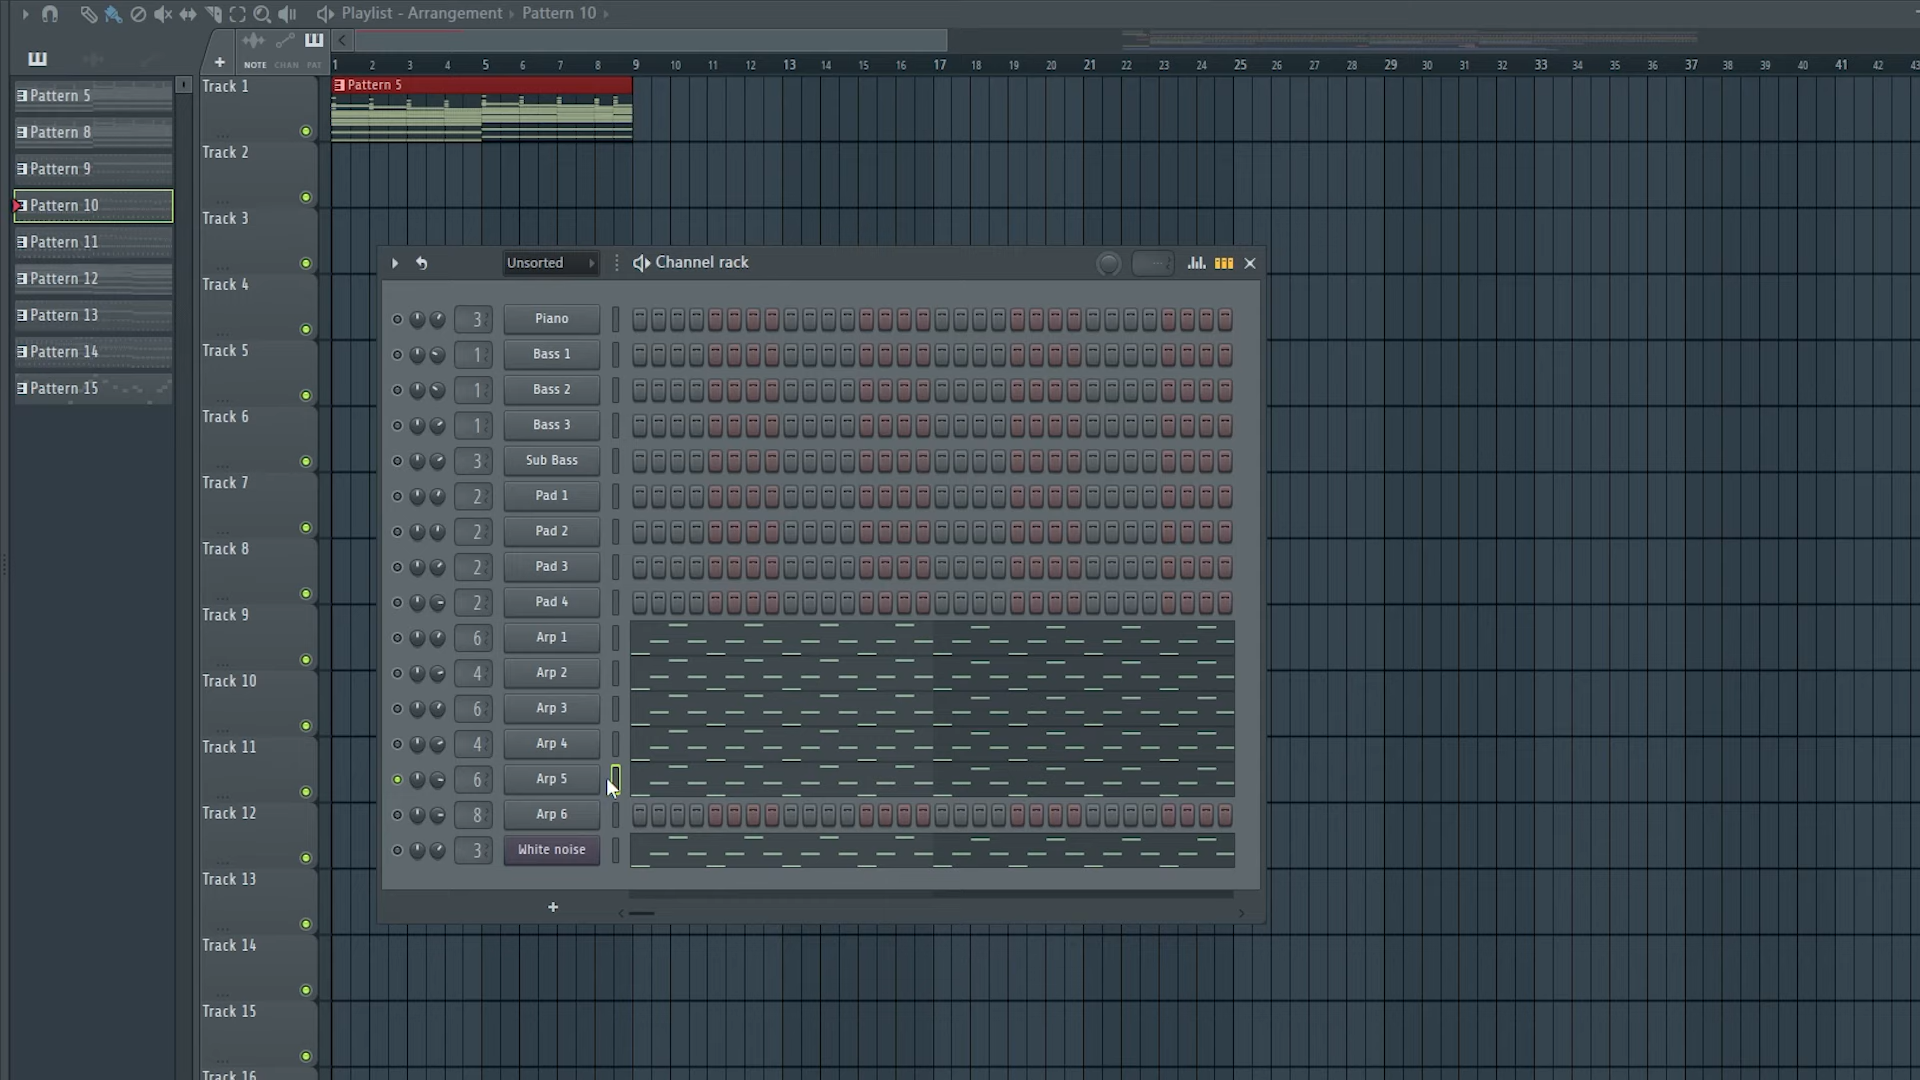 Playlist - Arrangement › Pattern 10 ›
NOTE CHAN PAT
1 2 3 4 5 6 7 8 9 10 11 12 13 14 15 16 17 18 19 20 21 22 23 24 25 26 27 28 29 30 31 32 33 34 35 36 37 38 39 40 41 42 43
Pattern 5
Pattern 8
Pattern 9
Pattern 10
Pattern 11
Pattern 12
Pattern 13
Pattern 14
Pattern 15
Track 1
Pattern 5
Track 2
Track 3
Track 4
Track 5
Track 6
Track 7
Track 8
Track 9
Track 10
Track 11
Track 12
Track 13
Track 14
Track 15
Track 16
Unsorted
Channel rack
3 Piano
1 Bass 1
1 Bass 2
1 Bass 3
3 Sub Bass
2 Pad 1
2 Pad 2
2 Pad 3
2 Pad 4
6 Arp 1
4 Arp 2
6 Arp 3
4 Arp 4
6 Arp 5
8 Arp 6
3 White noise